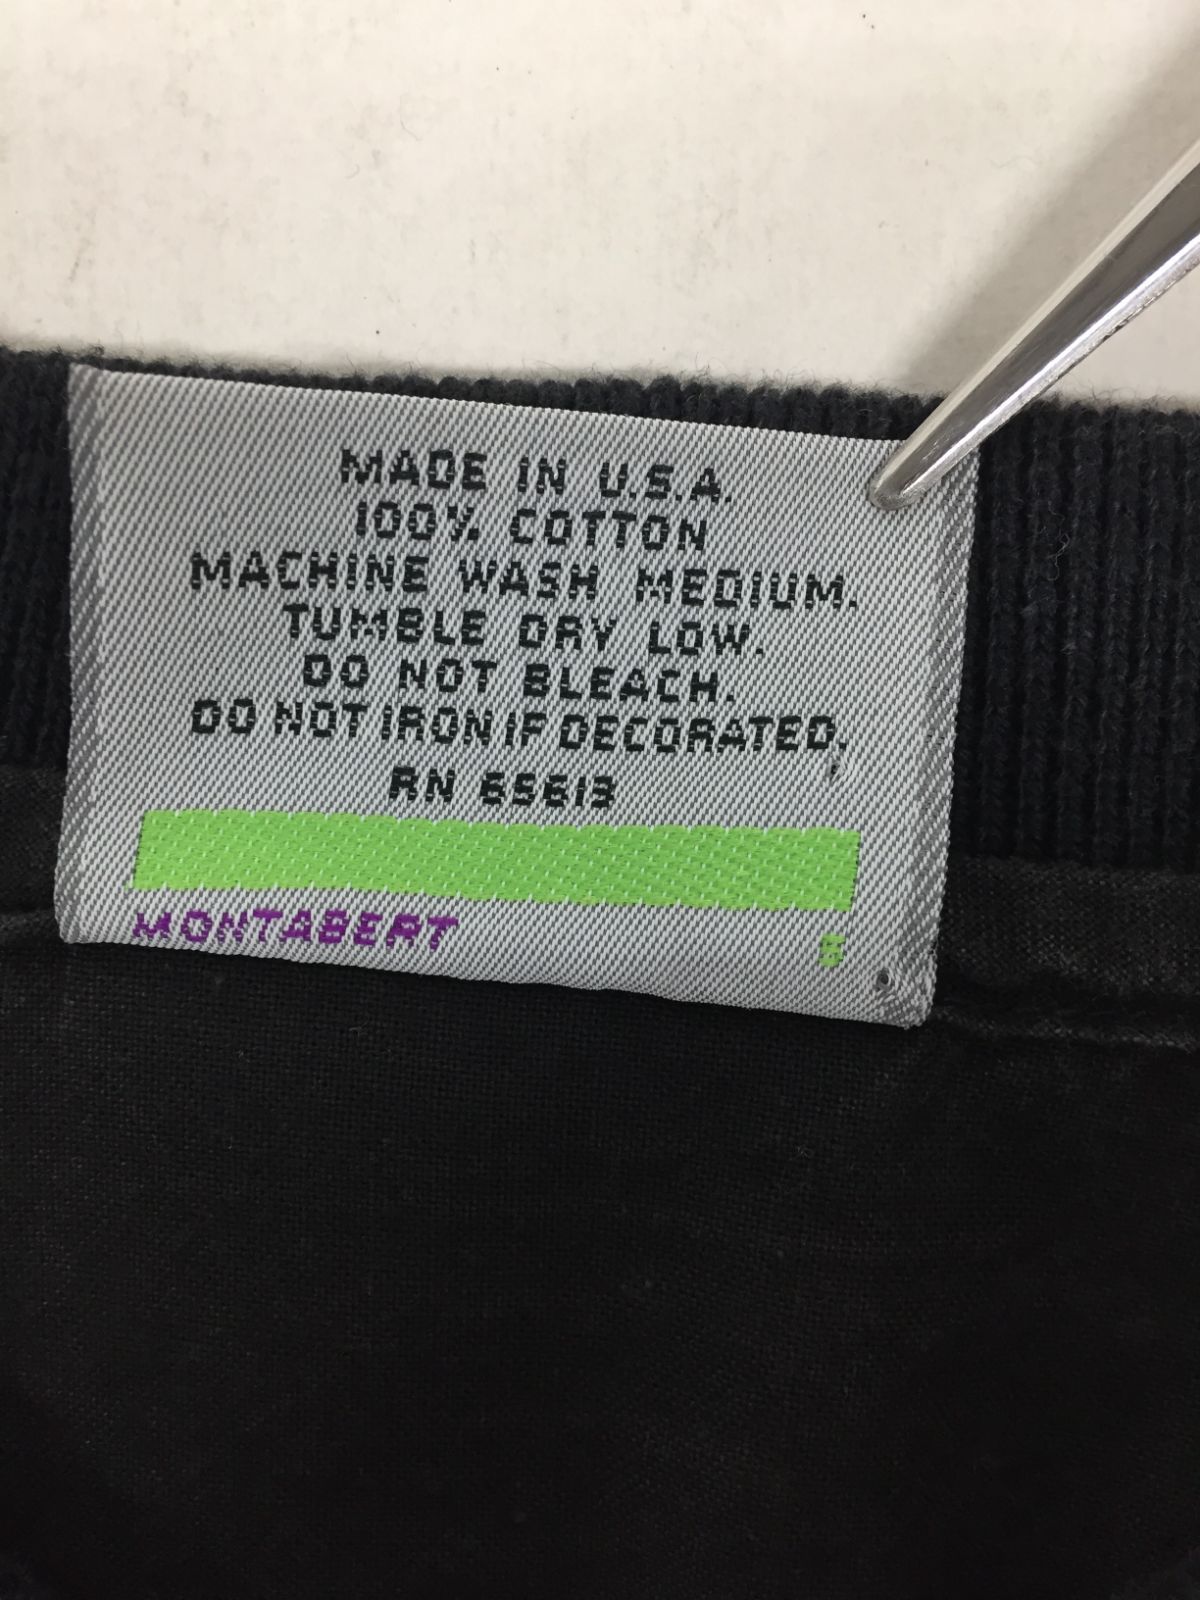 MADE IN U.S.A.
100% COTTON
MACHINE WASH MEDIUM.
TUMBLE DRY LOW.
DO NOT BLEACH.
DO NOT IRON IF DECORATED.
RN 65613
MONTABERT
S